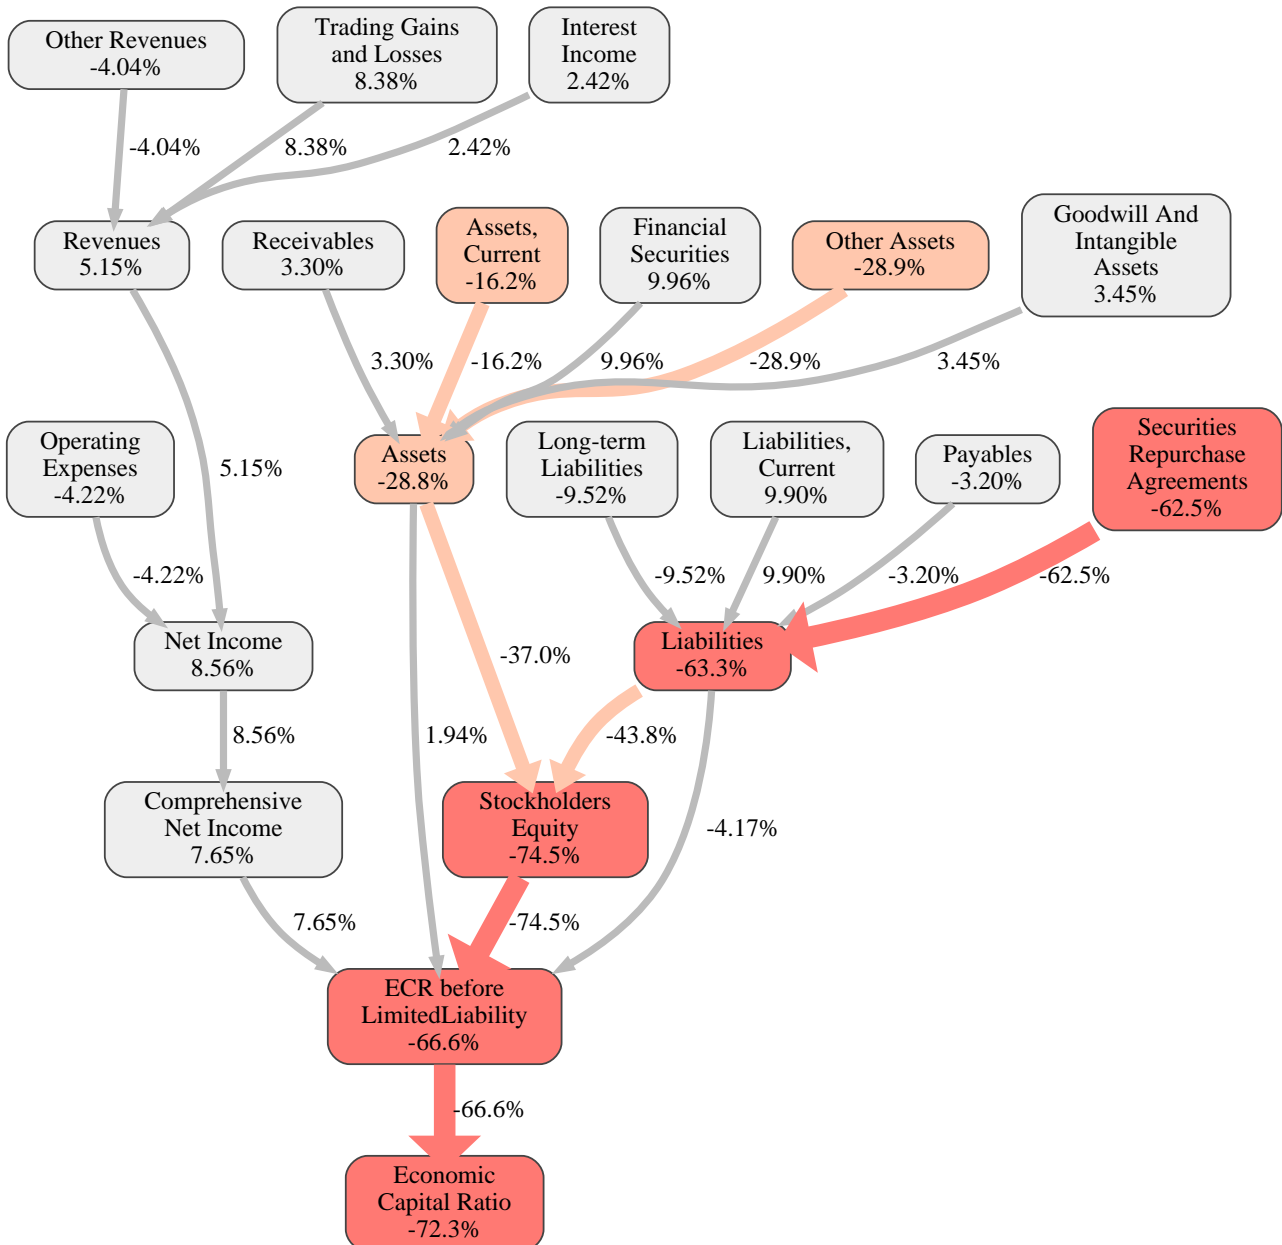 Other Revenues
-4.04%
Trading Gains
and Losses
8.38%
Interest
Income
2.42%
-4.04%
8.38%
2.42%
Revenues
5.15%
Receivables
3.30%
Assets,
Current
-16.2%
Financial
Securities
9.96%
Other Assets
-28.9%
Goodwill And
Intangible
Assets
3.45%
3.30%
-16.2%
9.96%
-28.9%
3.45%
Operating
Expenses
-4.22%
5.15%
Assets
-28.8%
Long-term
Liabilities
-9.52%
Liabilities,
Current
9.90%
Payables
-3.20%
Securities
Repurchase
Agreements
-62.5%
-4.22%
-9.52%
9.90%
-3.20%
-62.5%
Net Income
8.56%
-37.0%
Liabilities
-63.3%
8.56%
1.94%
-43.8%
Comprehensive
Net Income
7.65%
Stockholders
Equity
-74.5%
-4.17%
7.65%
-74.5%
ECR before
LimitedLiability
-66.6%
-66.6%
Economic
Capital Ratio
-72.3%